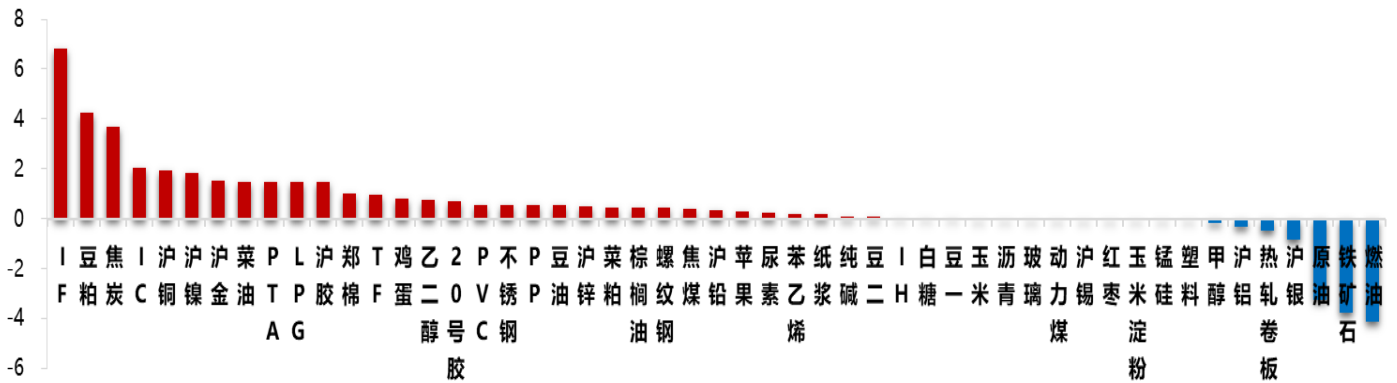 8
6
4
2
0
-2
-4
-6
IF
豆粕
焦炭
IC
沪铜
沪镍
沪金
菜油
PTA
LPG
沪胶
郑棉
TF
鸡蛋
乙二醇
20号胶
PVC
不锈钢
PP
豆油
沪锌
菜粕
棕榈油
螺纹钢
焦煤
沪铅
苹果
尿素
苯乙烯
纸浆
纯碱
豆二
IH
白糖
豆一
玉米
沥青
玻璃
动力煤
沪锡
红枣
玉米淀粉
锰硅
塑料
甲醇
沪铝
热轧卷板
沪银
原油
铁矿石
燃油